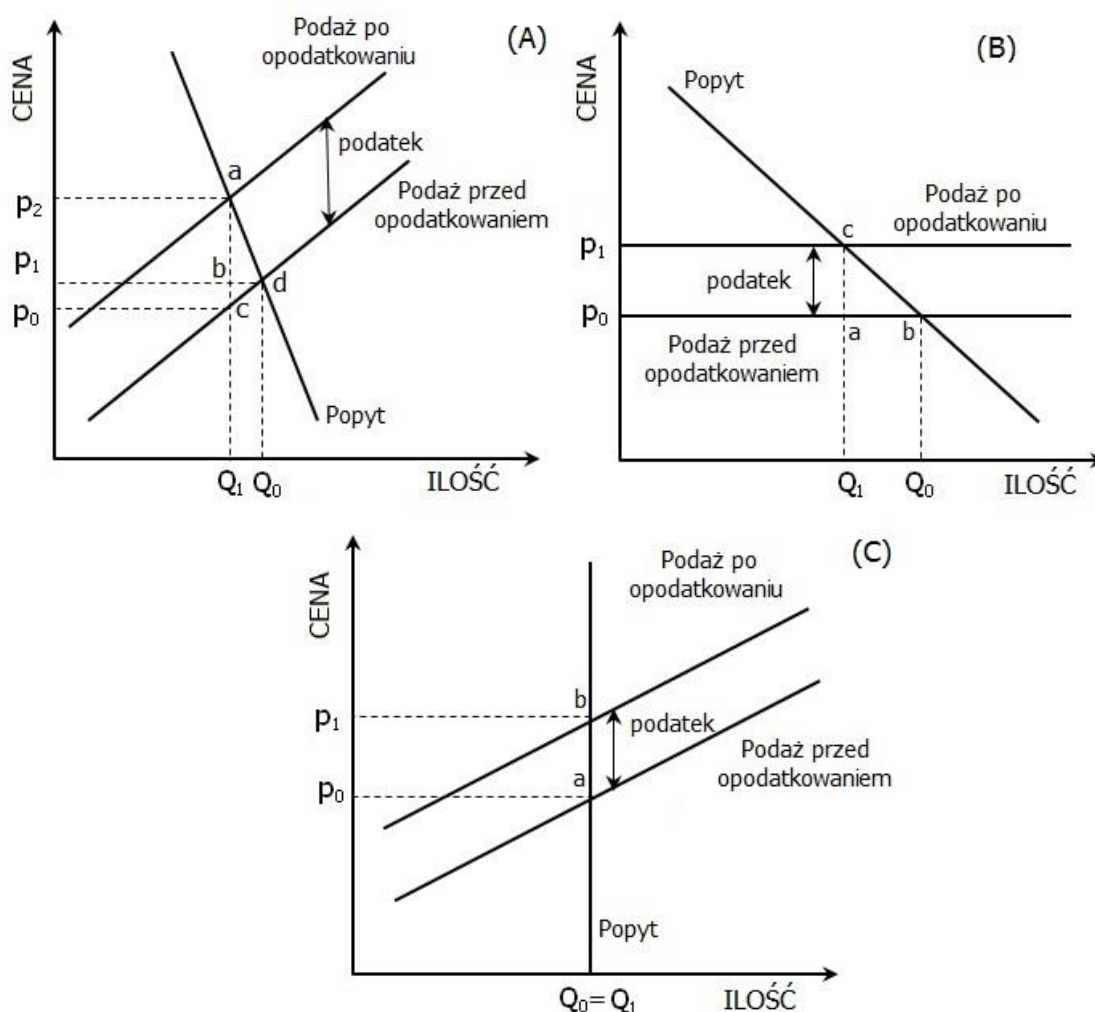 (A)
CENA
Podaż po
opodatkowaniu
podatek
Podaż przed
opodatkowaniem
a
p₂
p₁
b
d
p₀
c
Popyt
Q₁ Q₀
ILOŚĆ
(B)
CENA
Popyt
Podaż po
opodatkowaniu
c
p₁
podatek
p₀
a
b
Podaż przed
opodatkowaniem
Q₁
Q₀
ILOŚĆ
(C)
CENA
Podaż po
opodatkowaniu
b
p₁
podatek
a
p₀
Podaż przed
opodatkowaniem
Popyt
Q₀= Q₁
ILOŚĆ